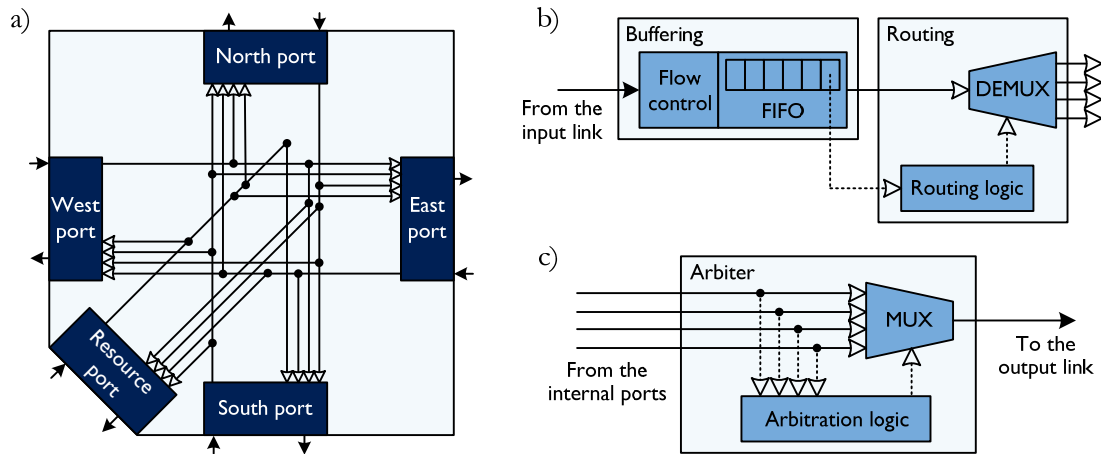 a)
North port
West
port
East
port
Resource
port
South port
b)
Buffering
Flow
control
FIFO
From the
input link
Routing
DEMUX
Routing logic
c)
Arbiter
MUX
From the
internal ports
Arbitration logic
To the
output link